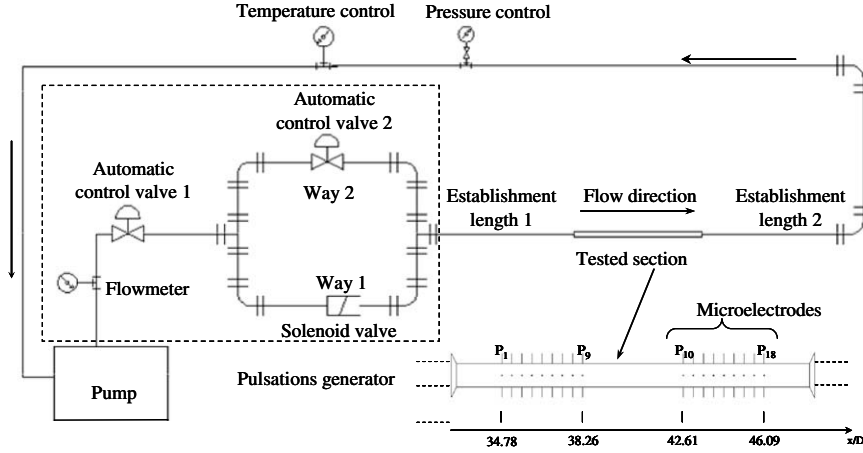 Temperature control
Pressure control
Automatic
control valve 2
Automatic
control valve 1
Way 2
Establishment
length 1
Flow direction
Establishment
length 2
Tested section
Flowmeter
Way 1
Solenoid valve
Microelectrodes
P1
P9
P10
P18
Pump
Pulsations generator
34.78
38.26
42.61
46.09
x/D